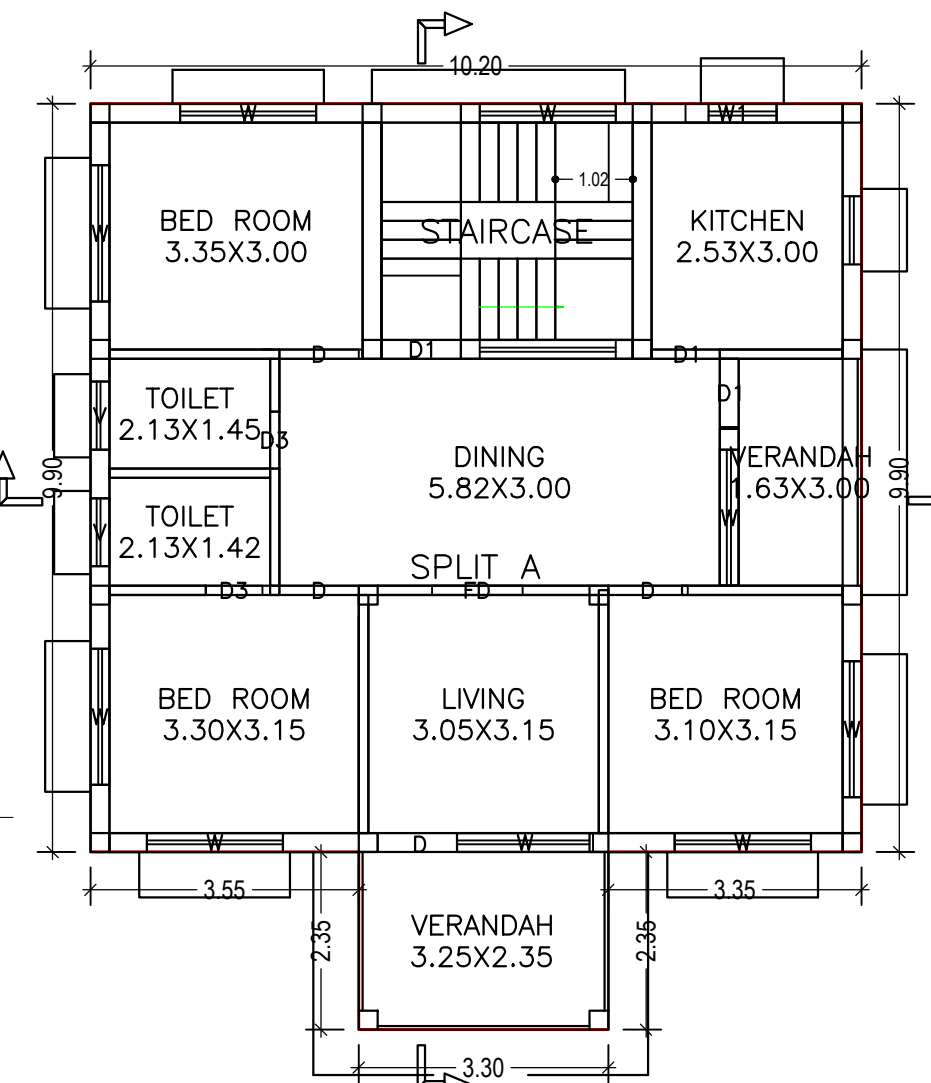 10.20
W
W
W1
1.02
BED ROOM
3.35X3.00
STAIRCASE
KITCHEN
2.53X3.00
W
D
D1
D1
TOILET
2.13X1.45
D3
D1
DINING
5.82X3.00
VERANDAH
1.63X3.00
9.90
9.90
TOILET
2.13X1.42
W
SPLIT A
D3
D
FD
D
BED ROOM
3.30X3.15
LIVING
3.05X3.15
BED ROOM
3.10X3.15
W
W
W
D
W
W
3.55
3.35
2.35
2.35
VERANDAH
3.25X2.35
3.30